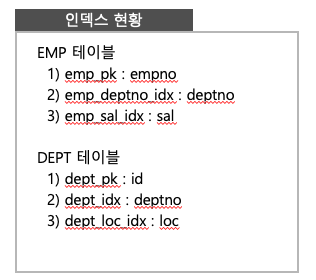 인덱스 현황
EMP 테이블
1) emp_pk : empno
2) emp_deptno_idx : deptno
3) emp_sal_idx : sal
DEPT 테이블
1) dept_pk : id
2) dept_idx : deptno
3) dept_loc_idx : loc